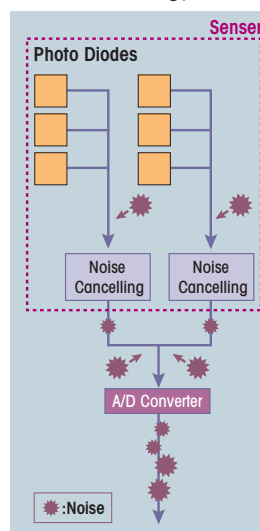 Senser
Photo Diodes
Noise
Cancelling
Noise
Cancelling
A/D Converter
:Noise